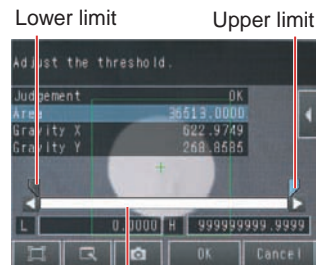 Lower limit
Upper limit
Adjust the threshold.
Judgement OK
Area 36513.0000
Gravity X 622.9749
Gravity Y 268.8585
L 0.0000 H 999999999.9999
OK Cancel